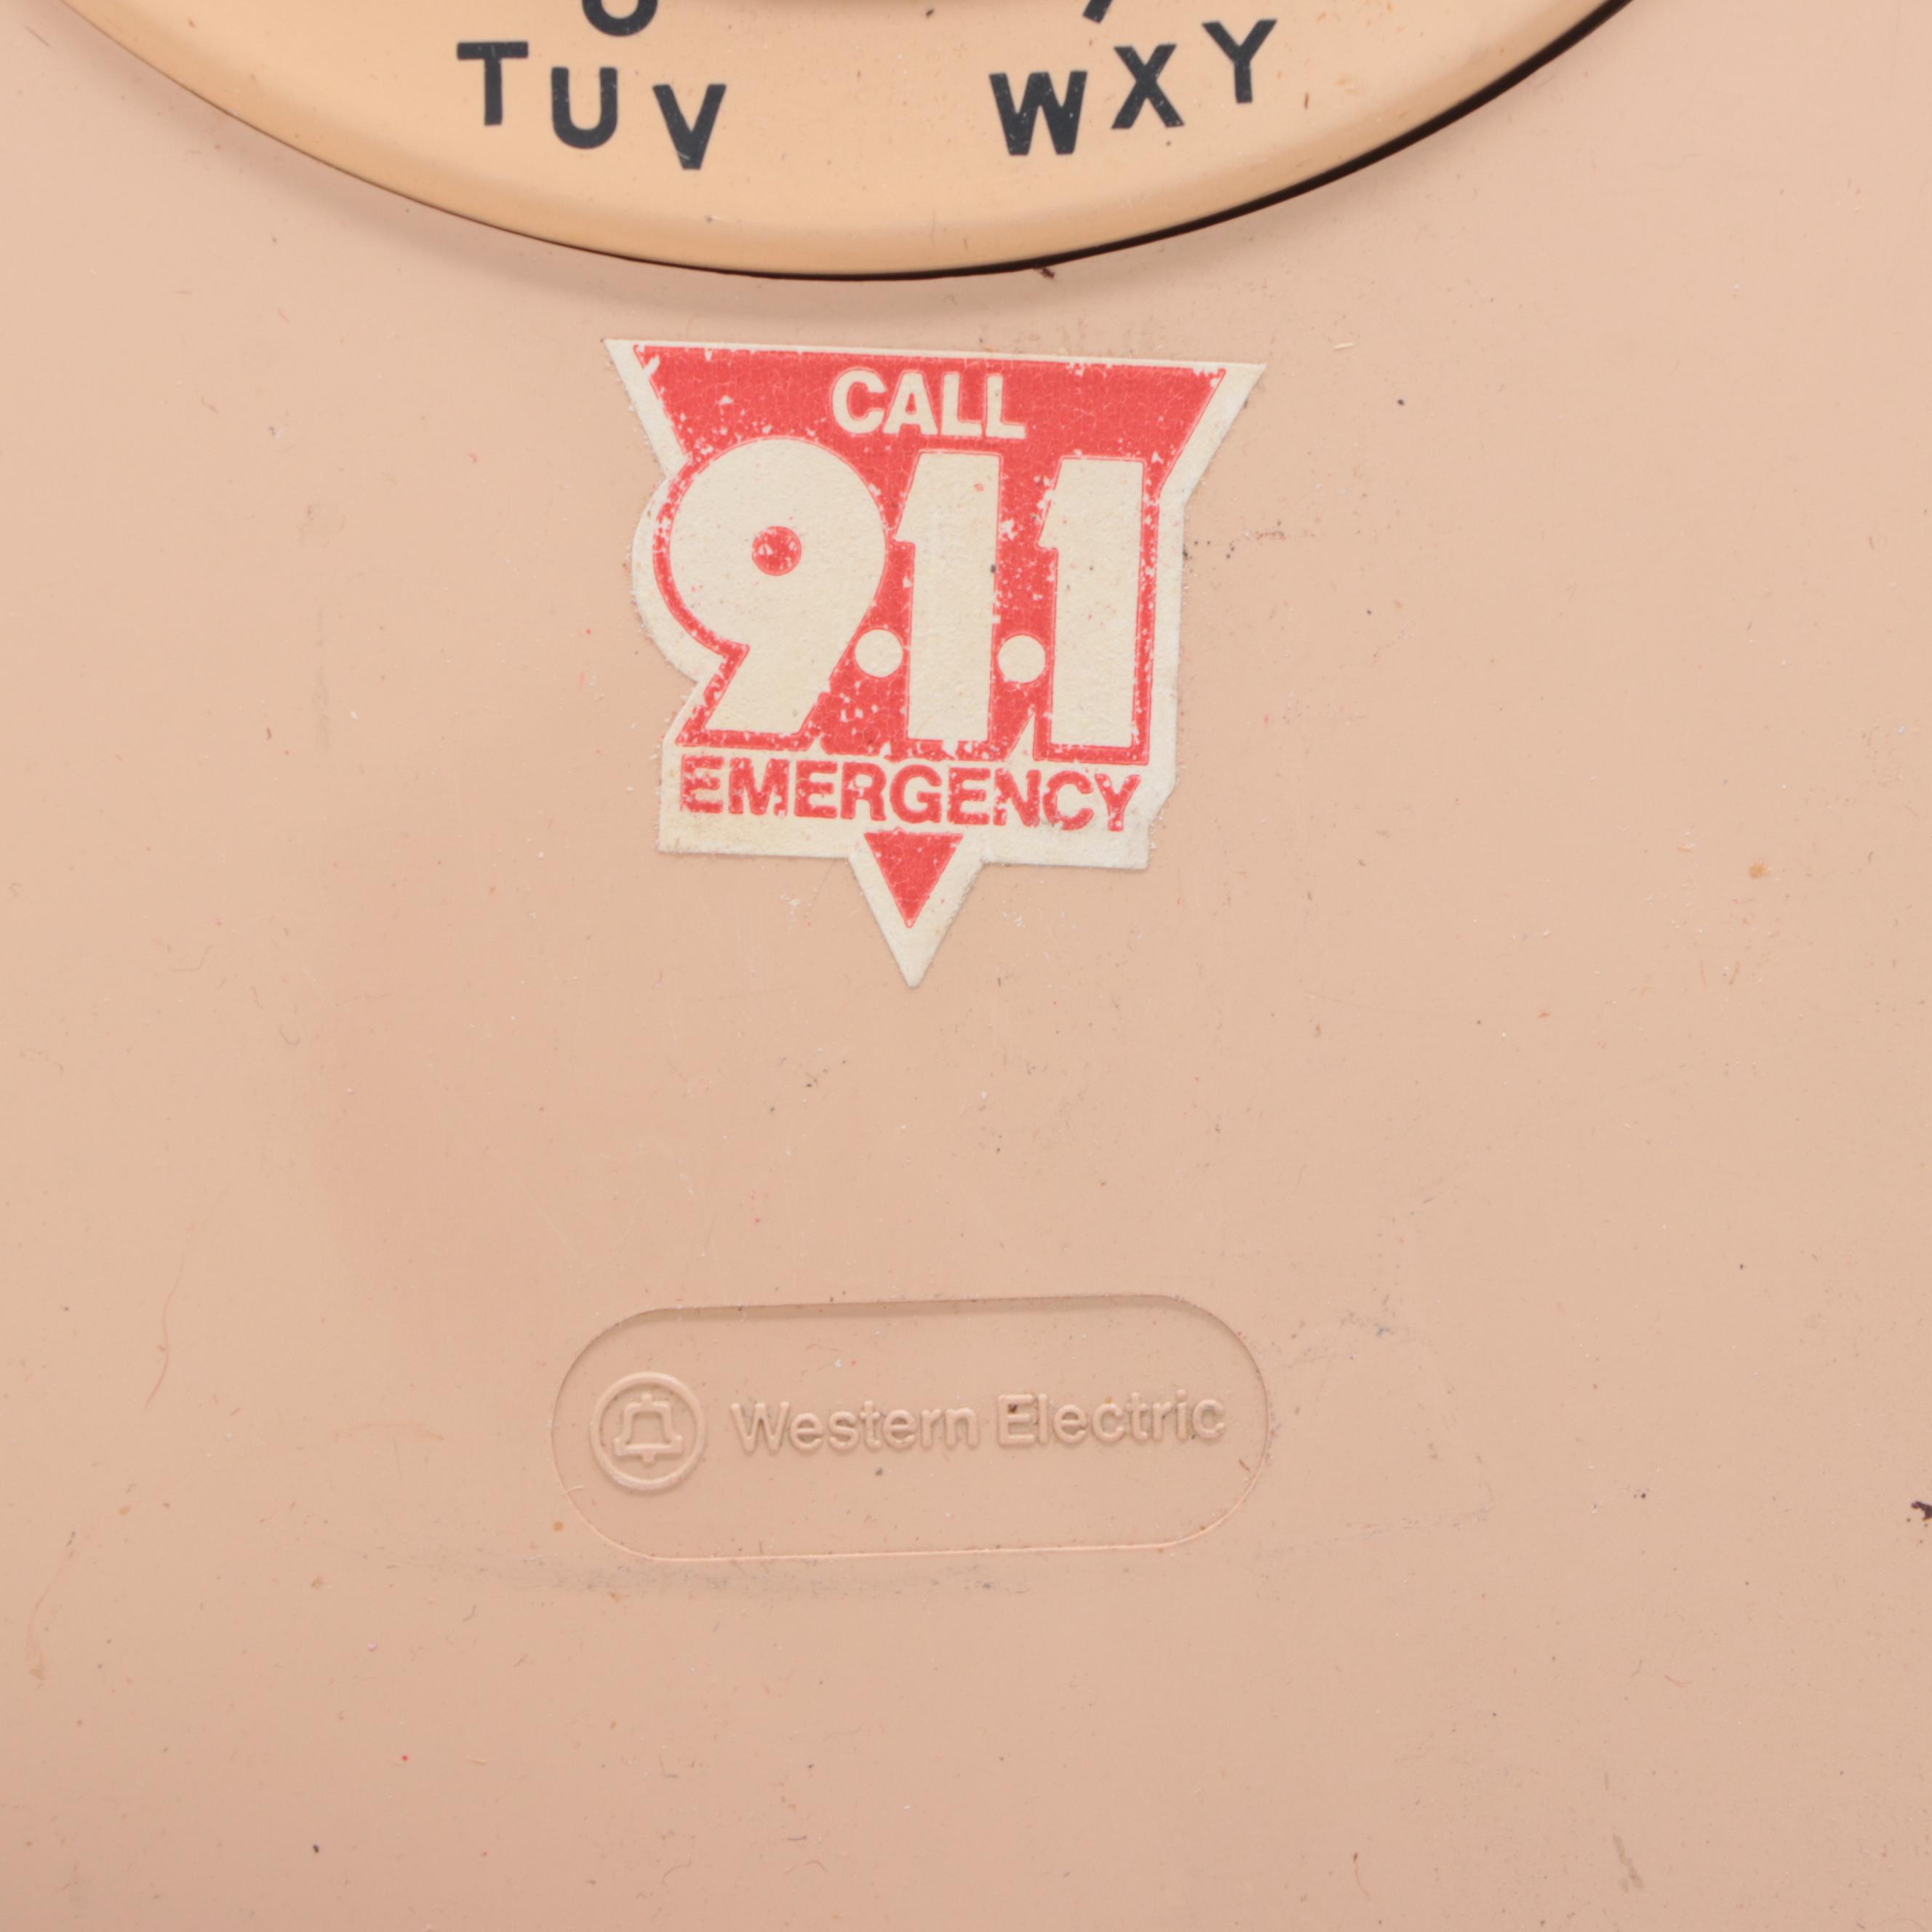 TUV WXY
CALL
9.1.1
EMERGENCY
Western Electric